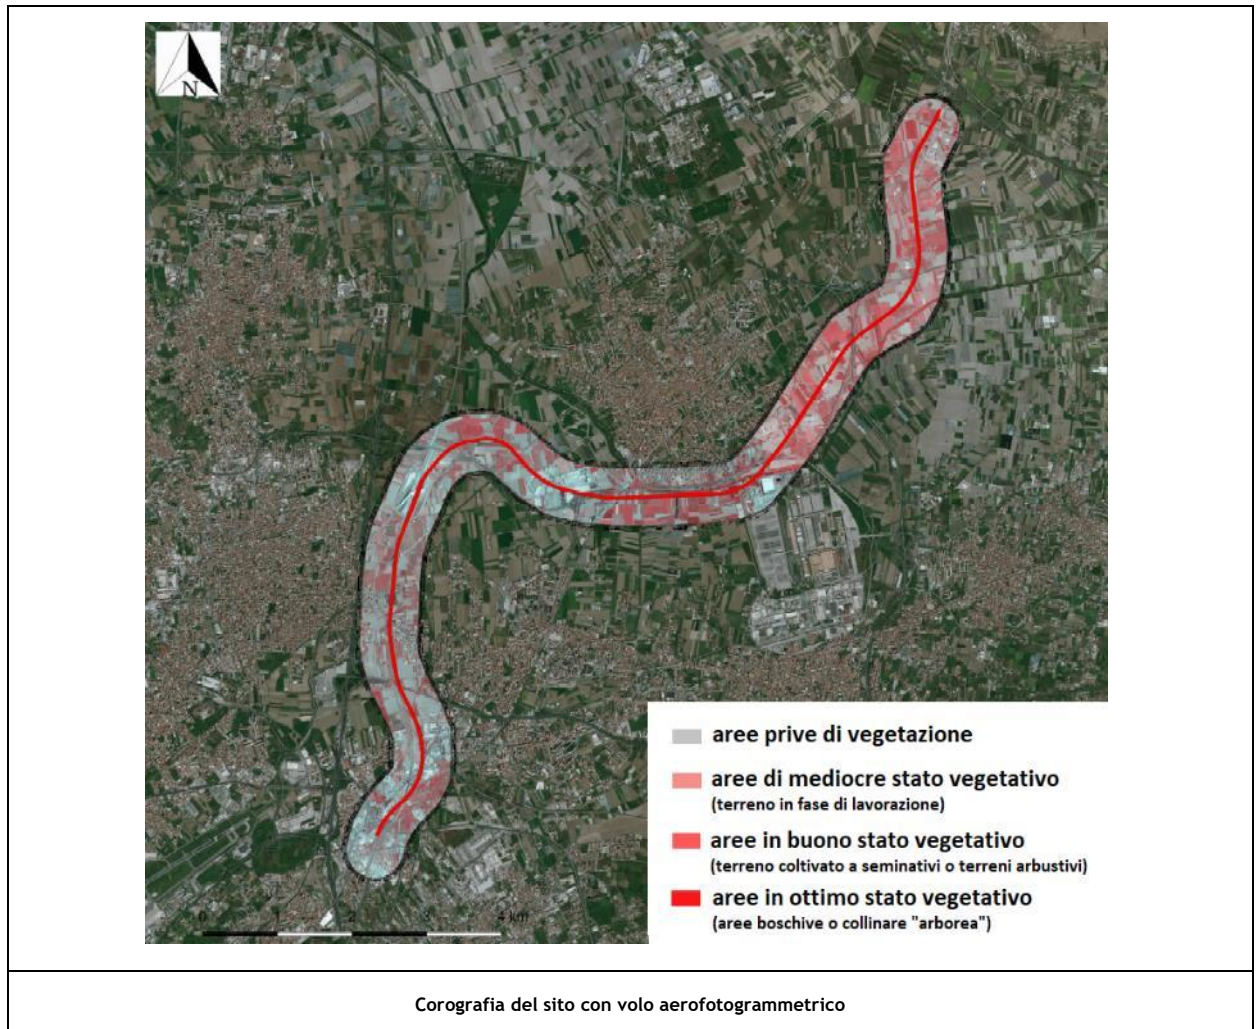 N
aree prive di vegetazione
aree di mediocre stato vegetativo
(terreno in fase di lavorazione)
aree in buono stato vegetativo
(terreno coltivato a seminativi o terreni arbustivi)
aree in ottimo stato vegetativo
(aree boschive o collinare "arborea")
0 1 2 3 4 km
Corografia del sito con volo aerofotogrammetrico